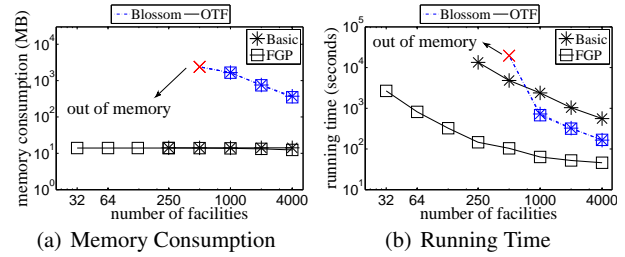 Blossom OTF
Basic
FGP
memory consumption (MB)
10^4
10^3
10^2
10^1
10^0
out of memory
32 64 250 1000 4000
number of facilities
(a) Memory Consumption
Blossom OTF
Basic
FGP
running time (seconds)
10^5
10^4
10^3
10^2
10^1
out of memory
32 64 250 1000 4000
number of facilities
(b) Running Time